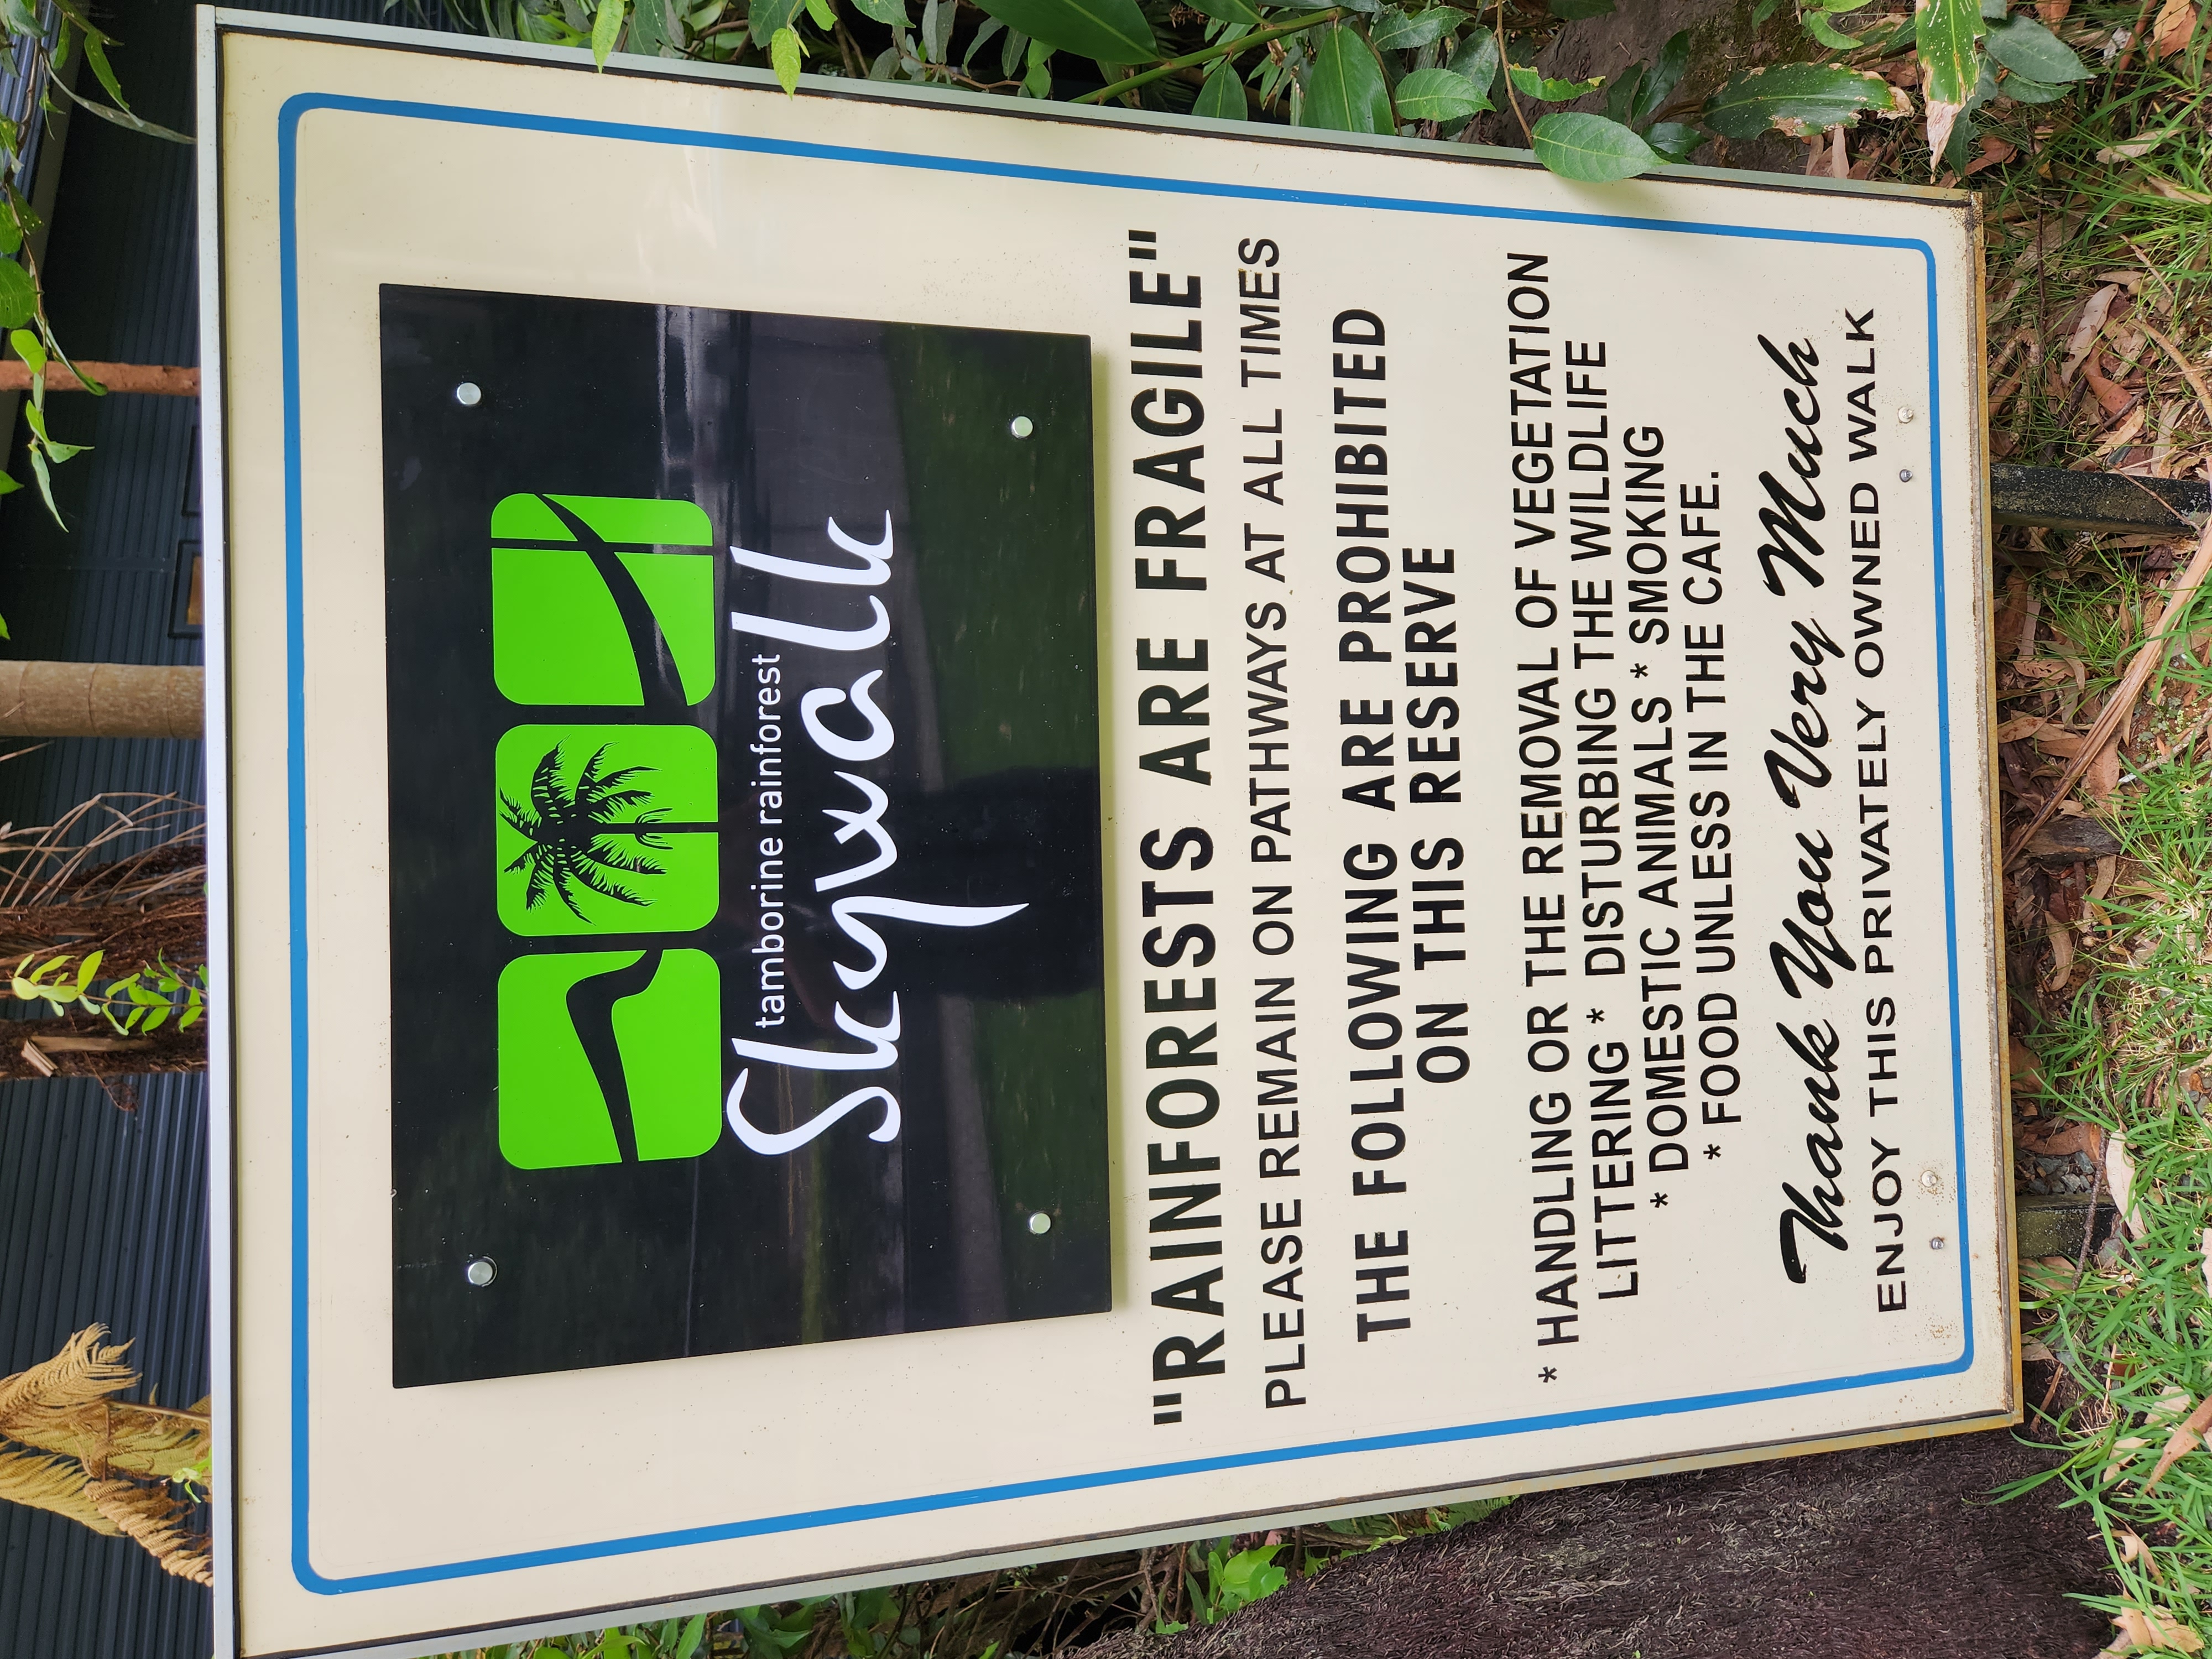 tamborine rainforest
Skywalk
"RAINFORESTS ARE FRAGILE"
PLEASE REMAIN ON PATHWAYS AT ALL TIMES
THE FOLLOWING ARE PROHIBITED
ON THIS RESERVE
* HANDLING OR THE REMOVAL OF VEGETATION
LITTERING * DISTURBING THE WILDLIFE
* DOMESTIC ANIMALS * SMOKING
* FOOD UNLESS IN THE CAFE.
Thank You Very Much
ENJOY THIS PRIVATELY OWNED WALK